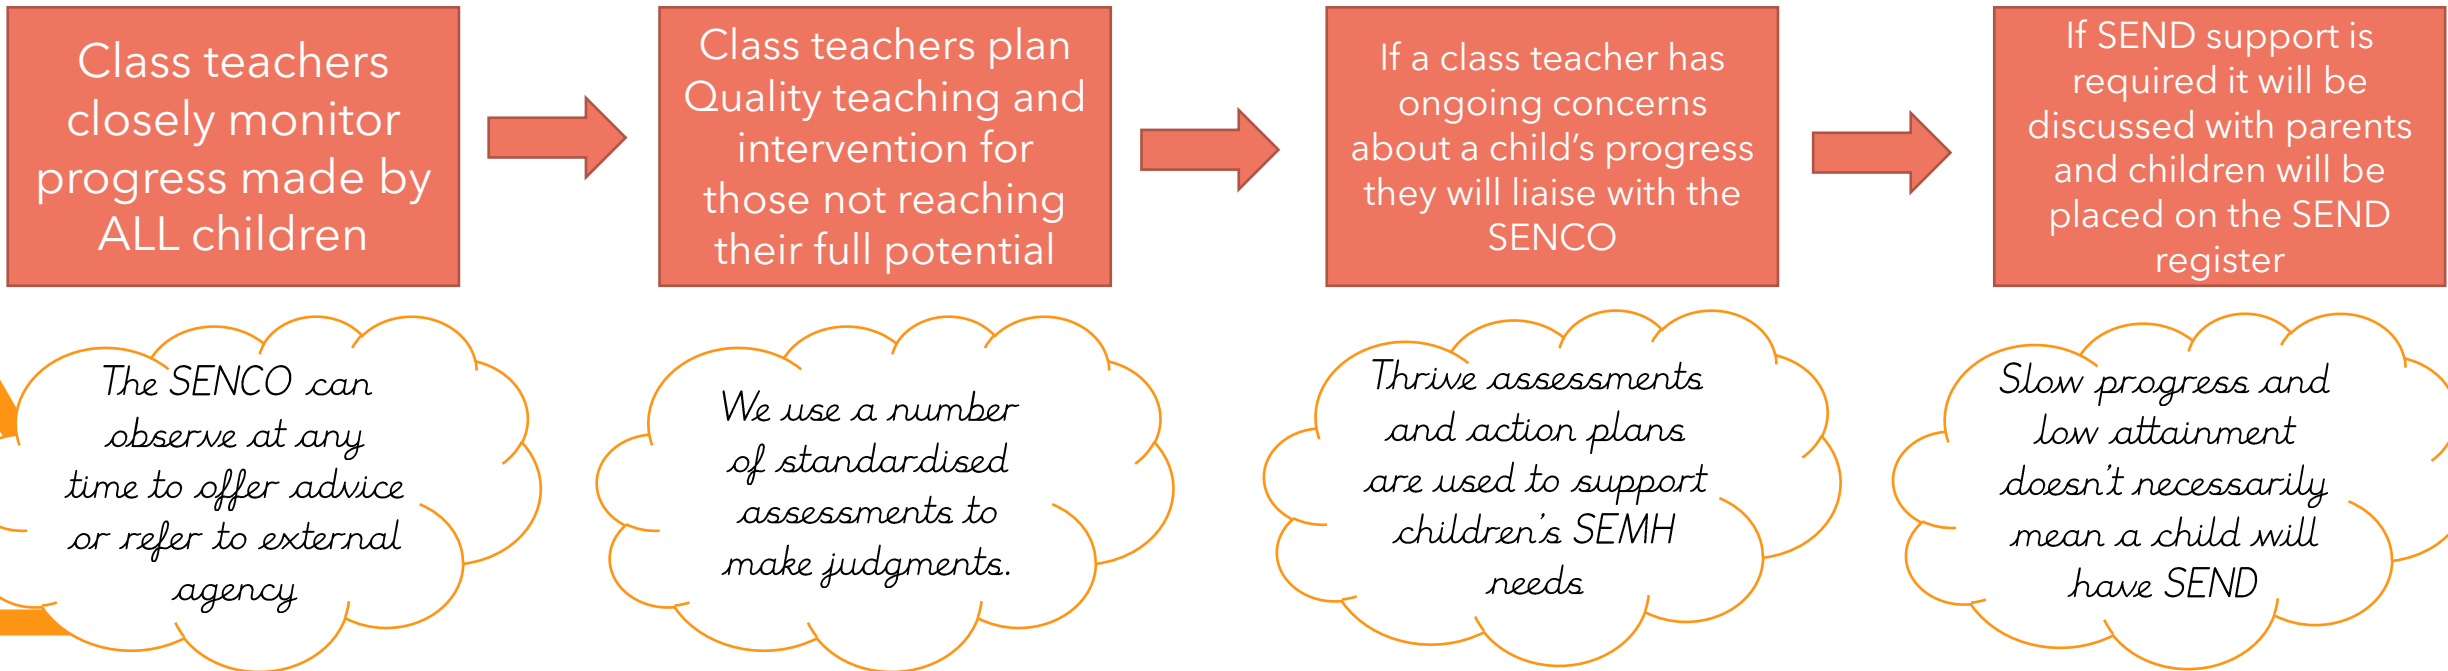 Class teachers
closely monitor
progress made by
ALL children
Class teachers plan
Quality teaching and
intervention for
those not reaching
their full potential
If a class teacher has
ongoing concerns
about a child's progress
they will liaise with the
SENCO
If SEND support is
required it will be
discussed with parents
and children will be
placed on the SEND
register
The SENCO can
observe at any
time to offer advice
or refer to external
agency
We use a number
of standardised
assessments to
make judgments.
Thrive assessments
and action plans
are used to support
children's SEMH
needs
Slow progress and
low attainment
doesn't necessarily
mean a child will
have SEND